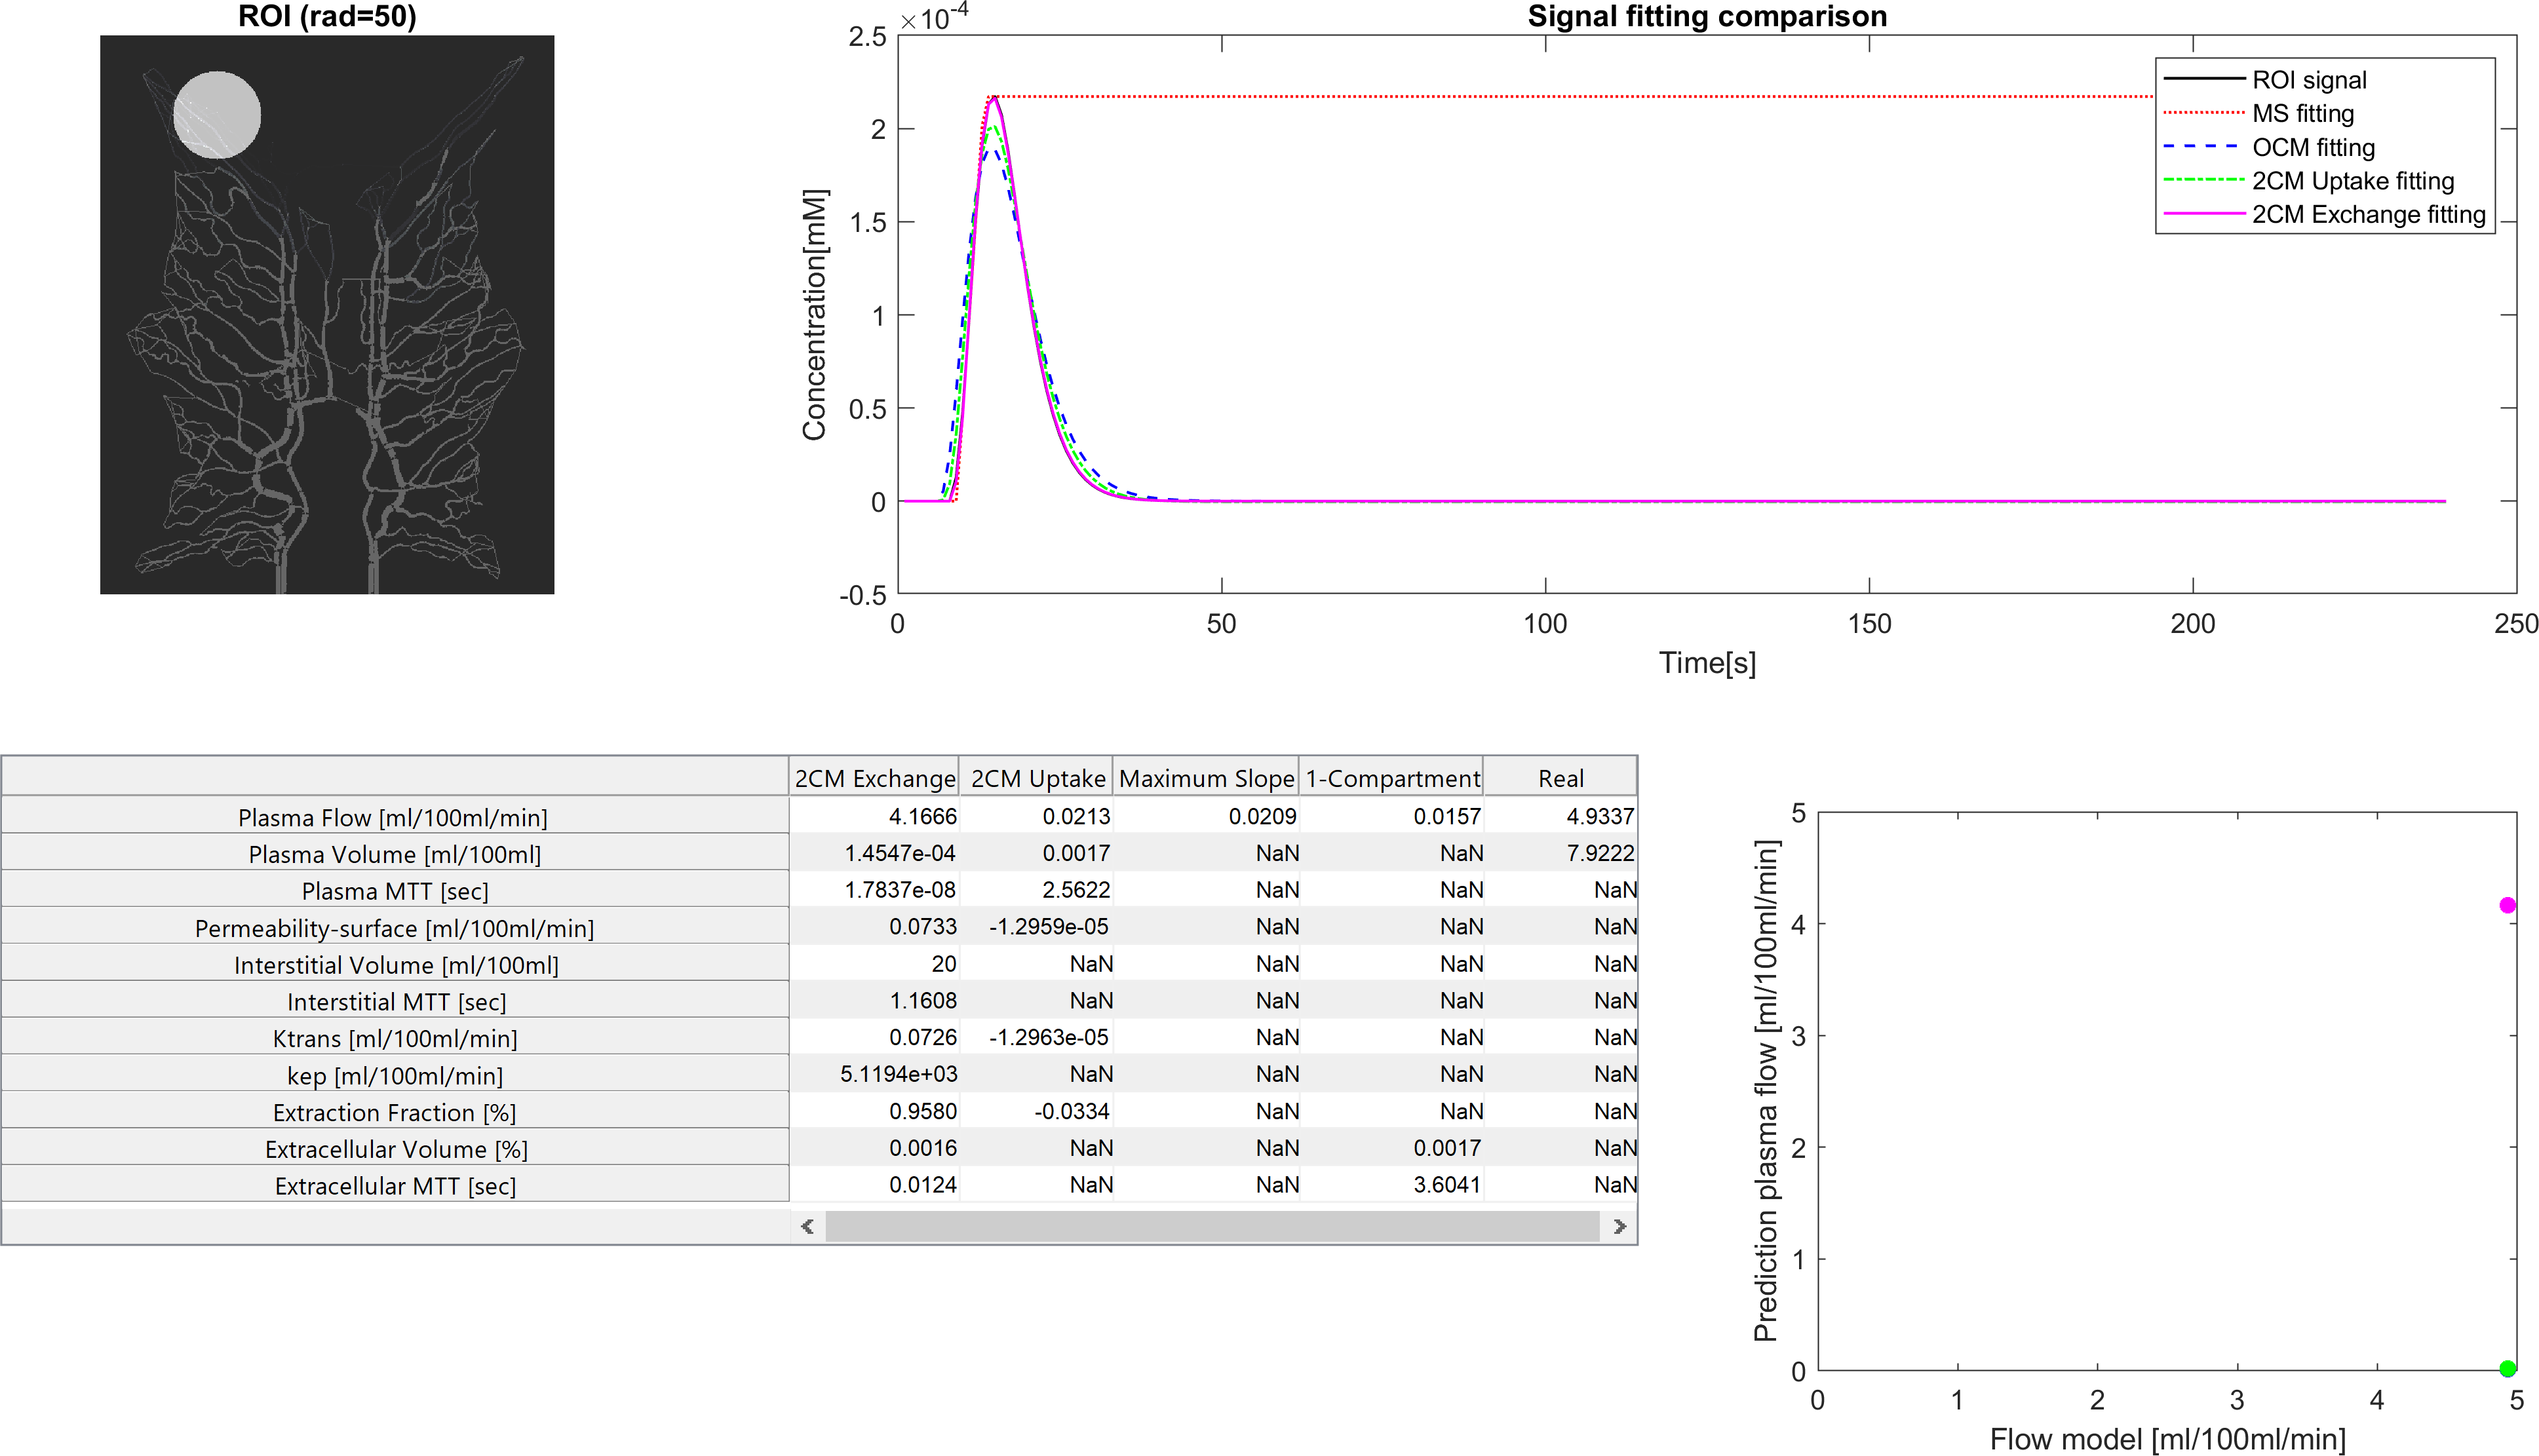 ROI (rad=50)
Signal fitting comparison
×10-4
2.5
2
1.5
1
0.5
0
-0.5
Concentration[mM]
0 50 100 150 200 250
Time[s]
ROI signal
MS fitting
OCM fitting
2CM Uptake fitting
2CM Exchange fitting
2CM Exchange 2CM Uptake Maximum Slope 1-Compartment Real
Plasma Flow [ml/100ml/min] 4.1666 0.0213 0.0209 0.0157 4.9337
Plasma Volume [ml/100ml] 1.4547e-04 0.0017 NaN NaN 7.9222
Plasma MTT [sec] 1.7837e-08 2.5622 NaN NaN NaN
Permeability-surface [ml/100ml/min] 0.0733 -1.2959e-05 NaN NaN NaN
Interstitial Volume [ml/100ml] 20 NaN NaN NaN NaN
Interstitial MTT [sec] 1.1608 NaN NaN NaN NaN
Ktrans [ml/100ml/min] 0.0726 -1.2963e-05 NaN NaN NaN
kep [ml/100ml/min] 5.1194e+03 NaN NaN NaN NaN
Extraction Fraction [%] 0.9580 -0.0334 NaN NaN NaN
Extracellular Volume [%] 0.0016 NaN NaN 0.0017 NaN
Extracellular MTT [sec] 0.0124 NaN NaN 3.6041 NaN
5
4
3
2
1
0
Prediction plasma flow [ml/100ml/min]
0 1 2 3 4 5
Flow model [ml/100ml/min]